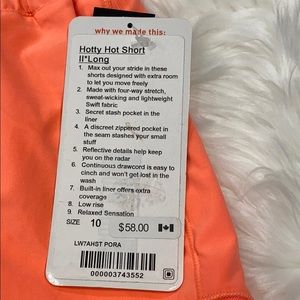 why we made this:
Hotty Hot Short
II*Long
1. Max out your stride in these
shorts designed with extra room
to let you move freely
2. Made with four-way stretch,
sweat-wicking and lightweight
Swift fabric
3. Secret stash pocket in the
liner
4. A discreet zippered pocket in
the seam stashes your small
stuff
5. Reflective details help keep
you on the radar
6. Continuous drawcord is easy to
cinch and won't get lost in the
wash
7. Built-in liner offers extra
coverage
8. Low rise
9. Relaxed Sensation
SIZE 10 $58.00
LW7AHST PORA
000003743552